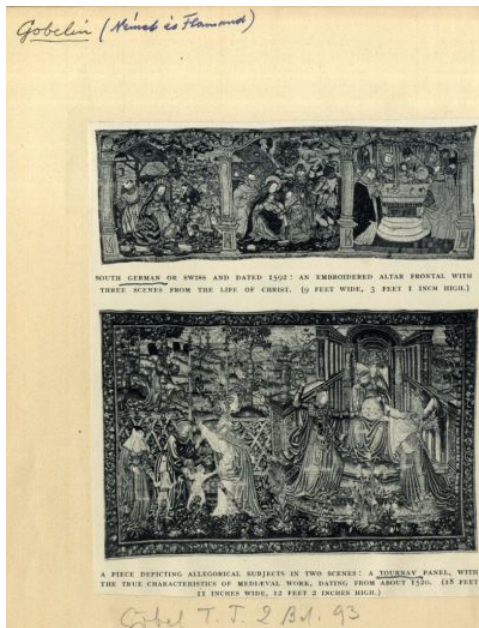 Gobelin (Német és Flamand)
SOUTH GERMAN OR SWISS AND DATED 1592: AN EMBROIDERED ALTAR FRONTAL WITH
THREE SCENES FROM THE LIFE OF CHRIST. (9 FEET WIDE, 3 FEET 1 INCH HIGH.)
A PIECE DEPICTING ALLEGORICAL SUBJECTS IN TWO SCENES: A TOURNAY PANEL, WITH
THE TRUE CHARACTERISTICS OF MEDIÆVAL WORK, DATING FROM ABOUT 1520. (18 FEET
11 INCHES WIDE, 12 FEET 2 INCHES HIGH.)
Göbel T. J. 2 Bd. 93